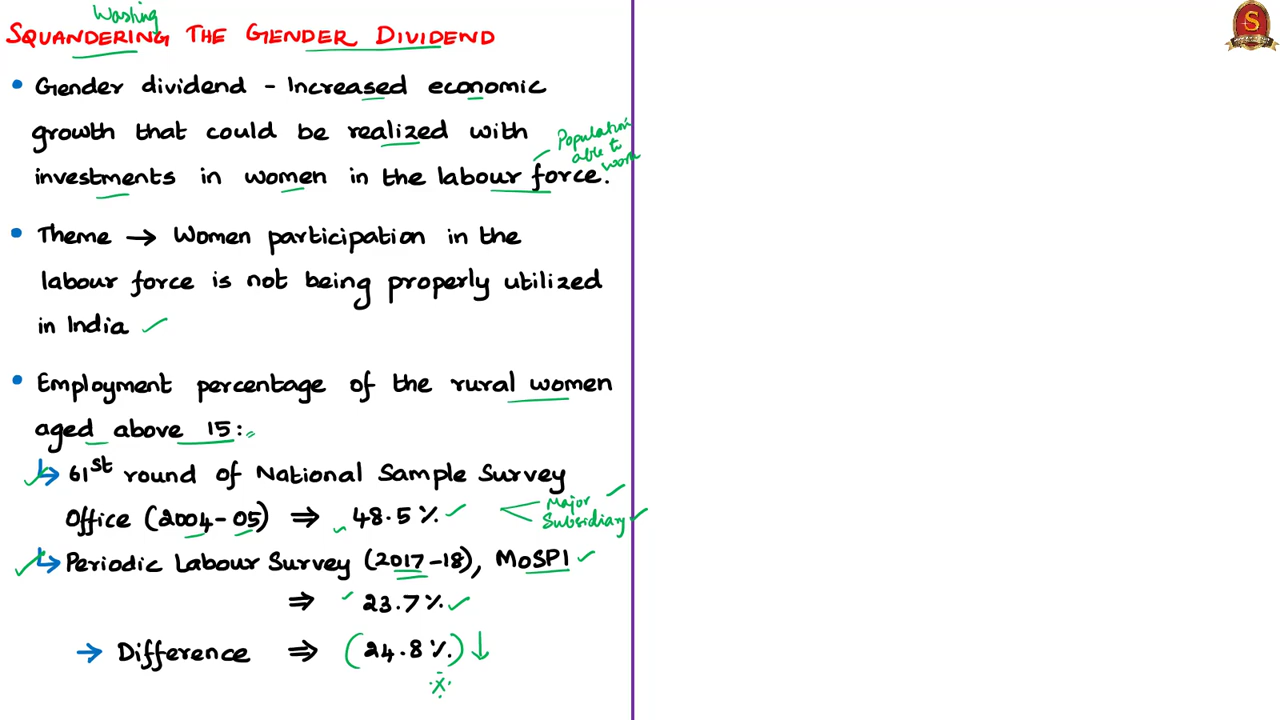 Washing
SQUANDERING THE GENDER DIVIDEND
• Gender dividend - Increased economic
growth that could be realized with
Population
able to
work
investments in women in the labour force.
• Theme → Women participation in the
labour force is not being properly utilized
in India ✓
• Employment percentage of the rural women
aged above 15:
↳ 61st round of National Sample Survey
Office (2004-05) ⇒ 48.5%
Major
Subsidiary
↳ Periodic Labour Survey (2017-18), MoSPI
⇒ 23.7%
→ Difference ⇒ (24.8%) ↓
S